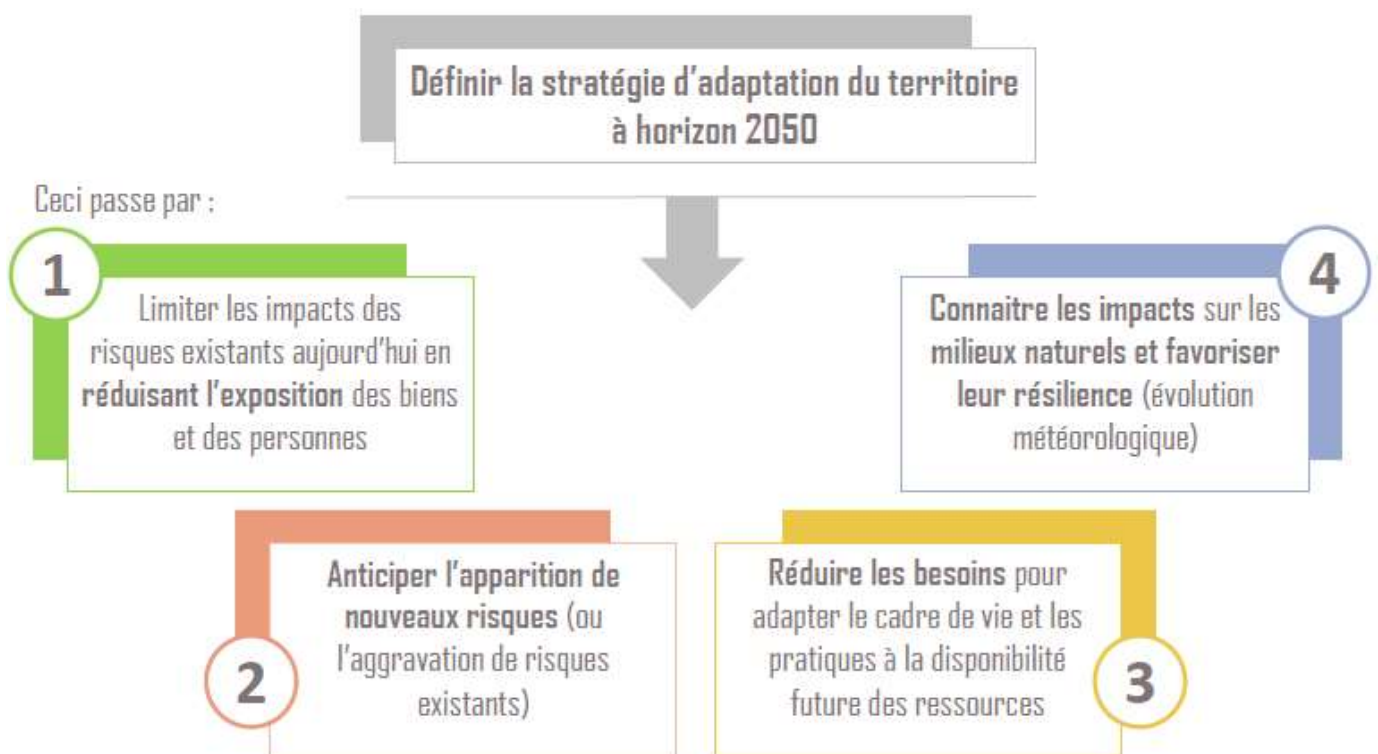 Définir la stratégie d'adaptation du territoire
à horizon 2050
Ceci passe par :
1
Limiter les impacts des
risques existants aujourd'hui en
réduisant l'exposition des biens
et des personnes
2
Anticiper l'apparition de
nouveaux risques (ou
l'aggravation de risques
existants)
3
Réduire les besoins pour
adapter le cadre de vie et les
pratiques à la disponibilité
future des ressources
4
Connaitre les impacts sur les
milieux naturels et favoriser
leur résilience (évolution
météorologique)